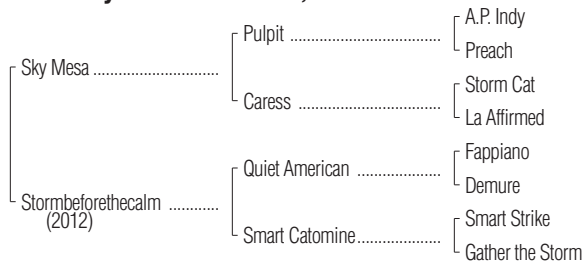 A.P. Indy
Pulpit ...............................
Preach
Sky Mesa ..............................
Storm Cat
Caress .............................
La Affirmed
Fappiano
Quiet American .................
Demure
Stormbeforethecalm ............
(2012)
Smart Strike
Smart Catomine.................
Gather the Storm